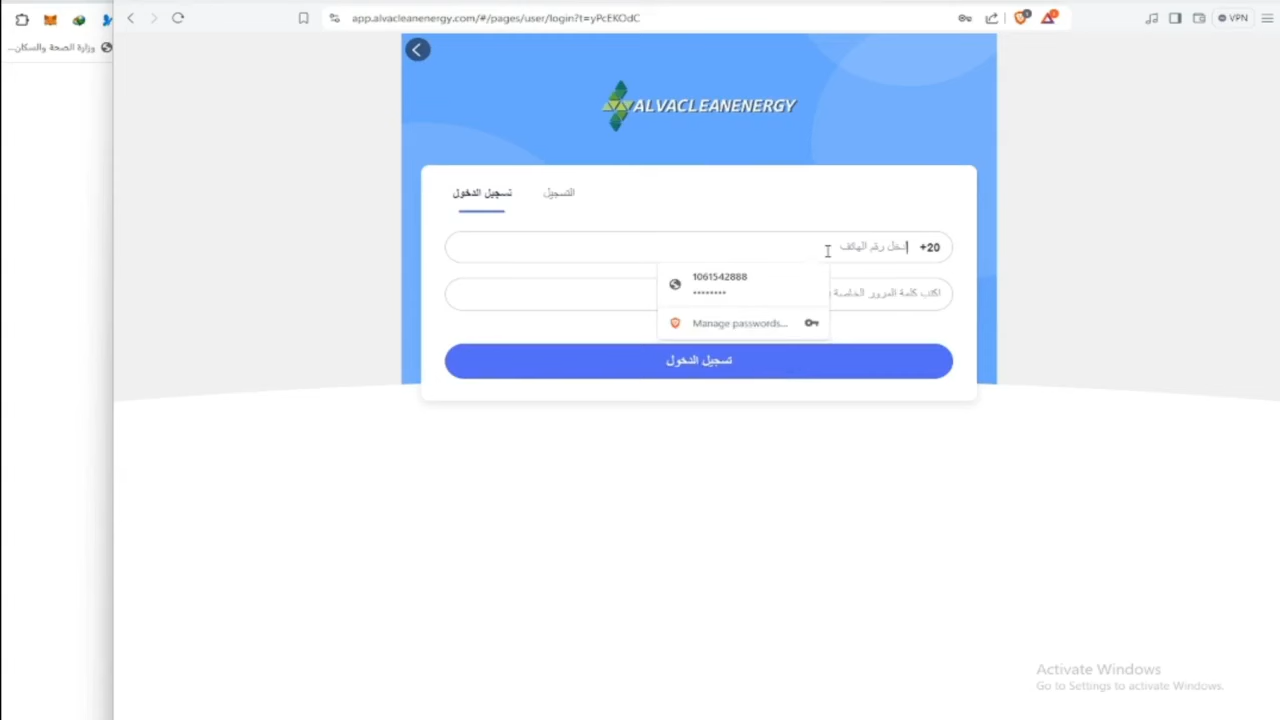 app.alvacleanenergy.com/#/pages/user/login?t=yPcEKOdC
VPN
وزارة الصحة والسكان...
ALVACLEANENERGY
تسجيل الدخول
التسجيل
+20
دخل رقم الهاتف
1061542888
••••••••
اكتب كلمة المرور الخاصة
Manage passwords...
تسجيل الدخول
Activate Windows
Go to Settings to activate Windows.